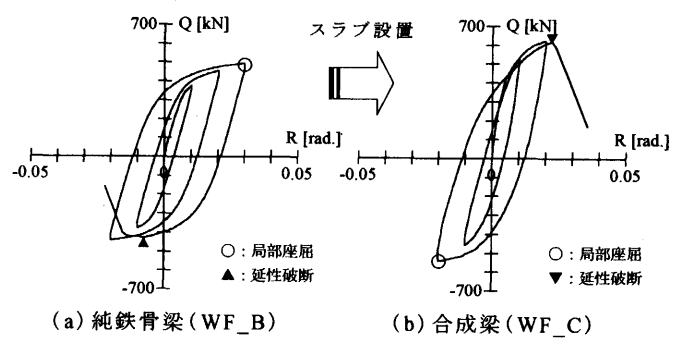 700 Q [kN]
R [rad.]
-0.05
0
0.05
-700
○ : 局部座屈
▲ : 延性破断
(a) 純鉄骨梁(WF_B)
スラブ設置
700 Q [kN]
R [rad.]
-0.05
0
0.05
-700
○ : 局部座屈
▼ : 延性破断
(b) 合成梁(WF_C)